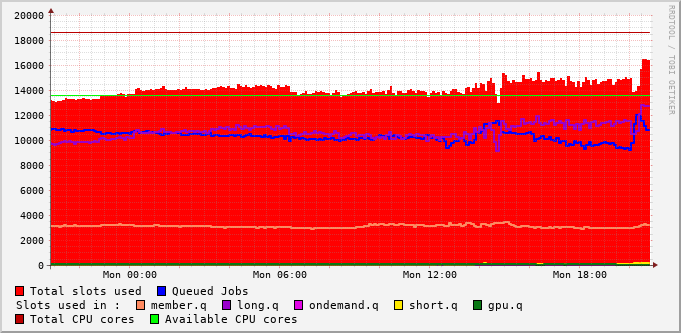 20000
18000
16000
14000
12000
10000
8000
6000
4000
2000
0
Mon 00:00 Mon 06:00 Mon 12:00 Mon 18:00
RRDTOOL / TOBI OETIKER
Total slots used Queued Jobs
Slots used in : member.q long.q ondemand.q short.q gpu.q
Total CPU cores Available CPU cores